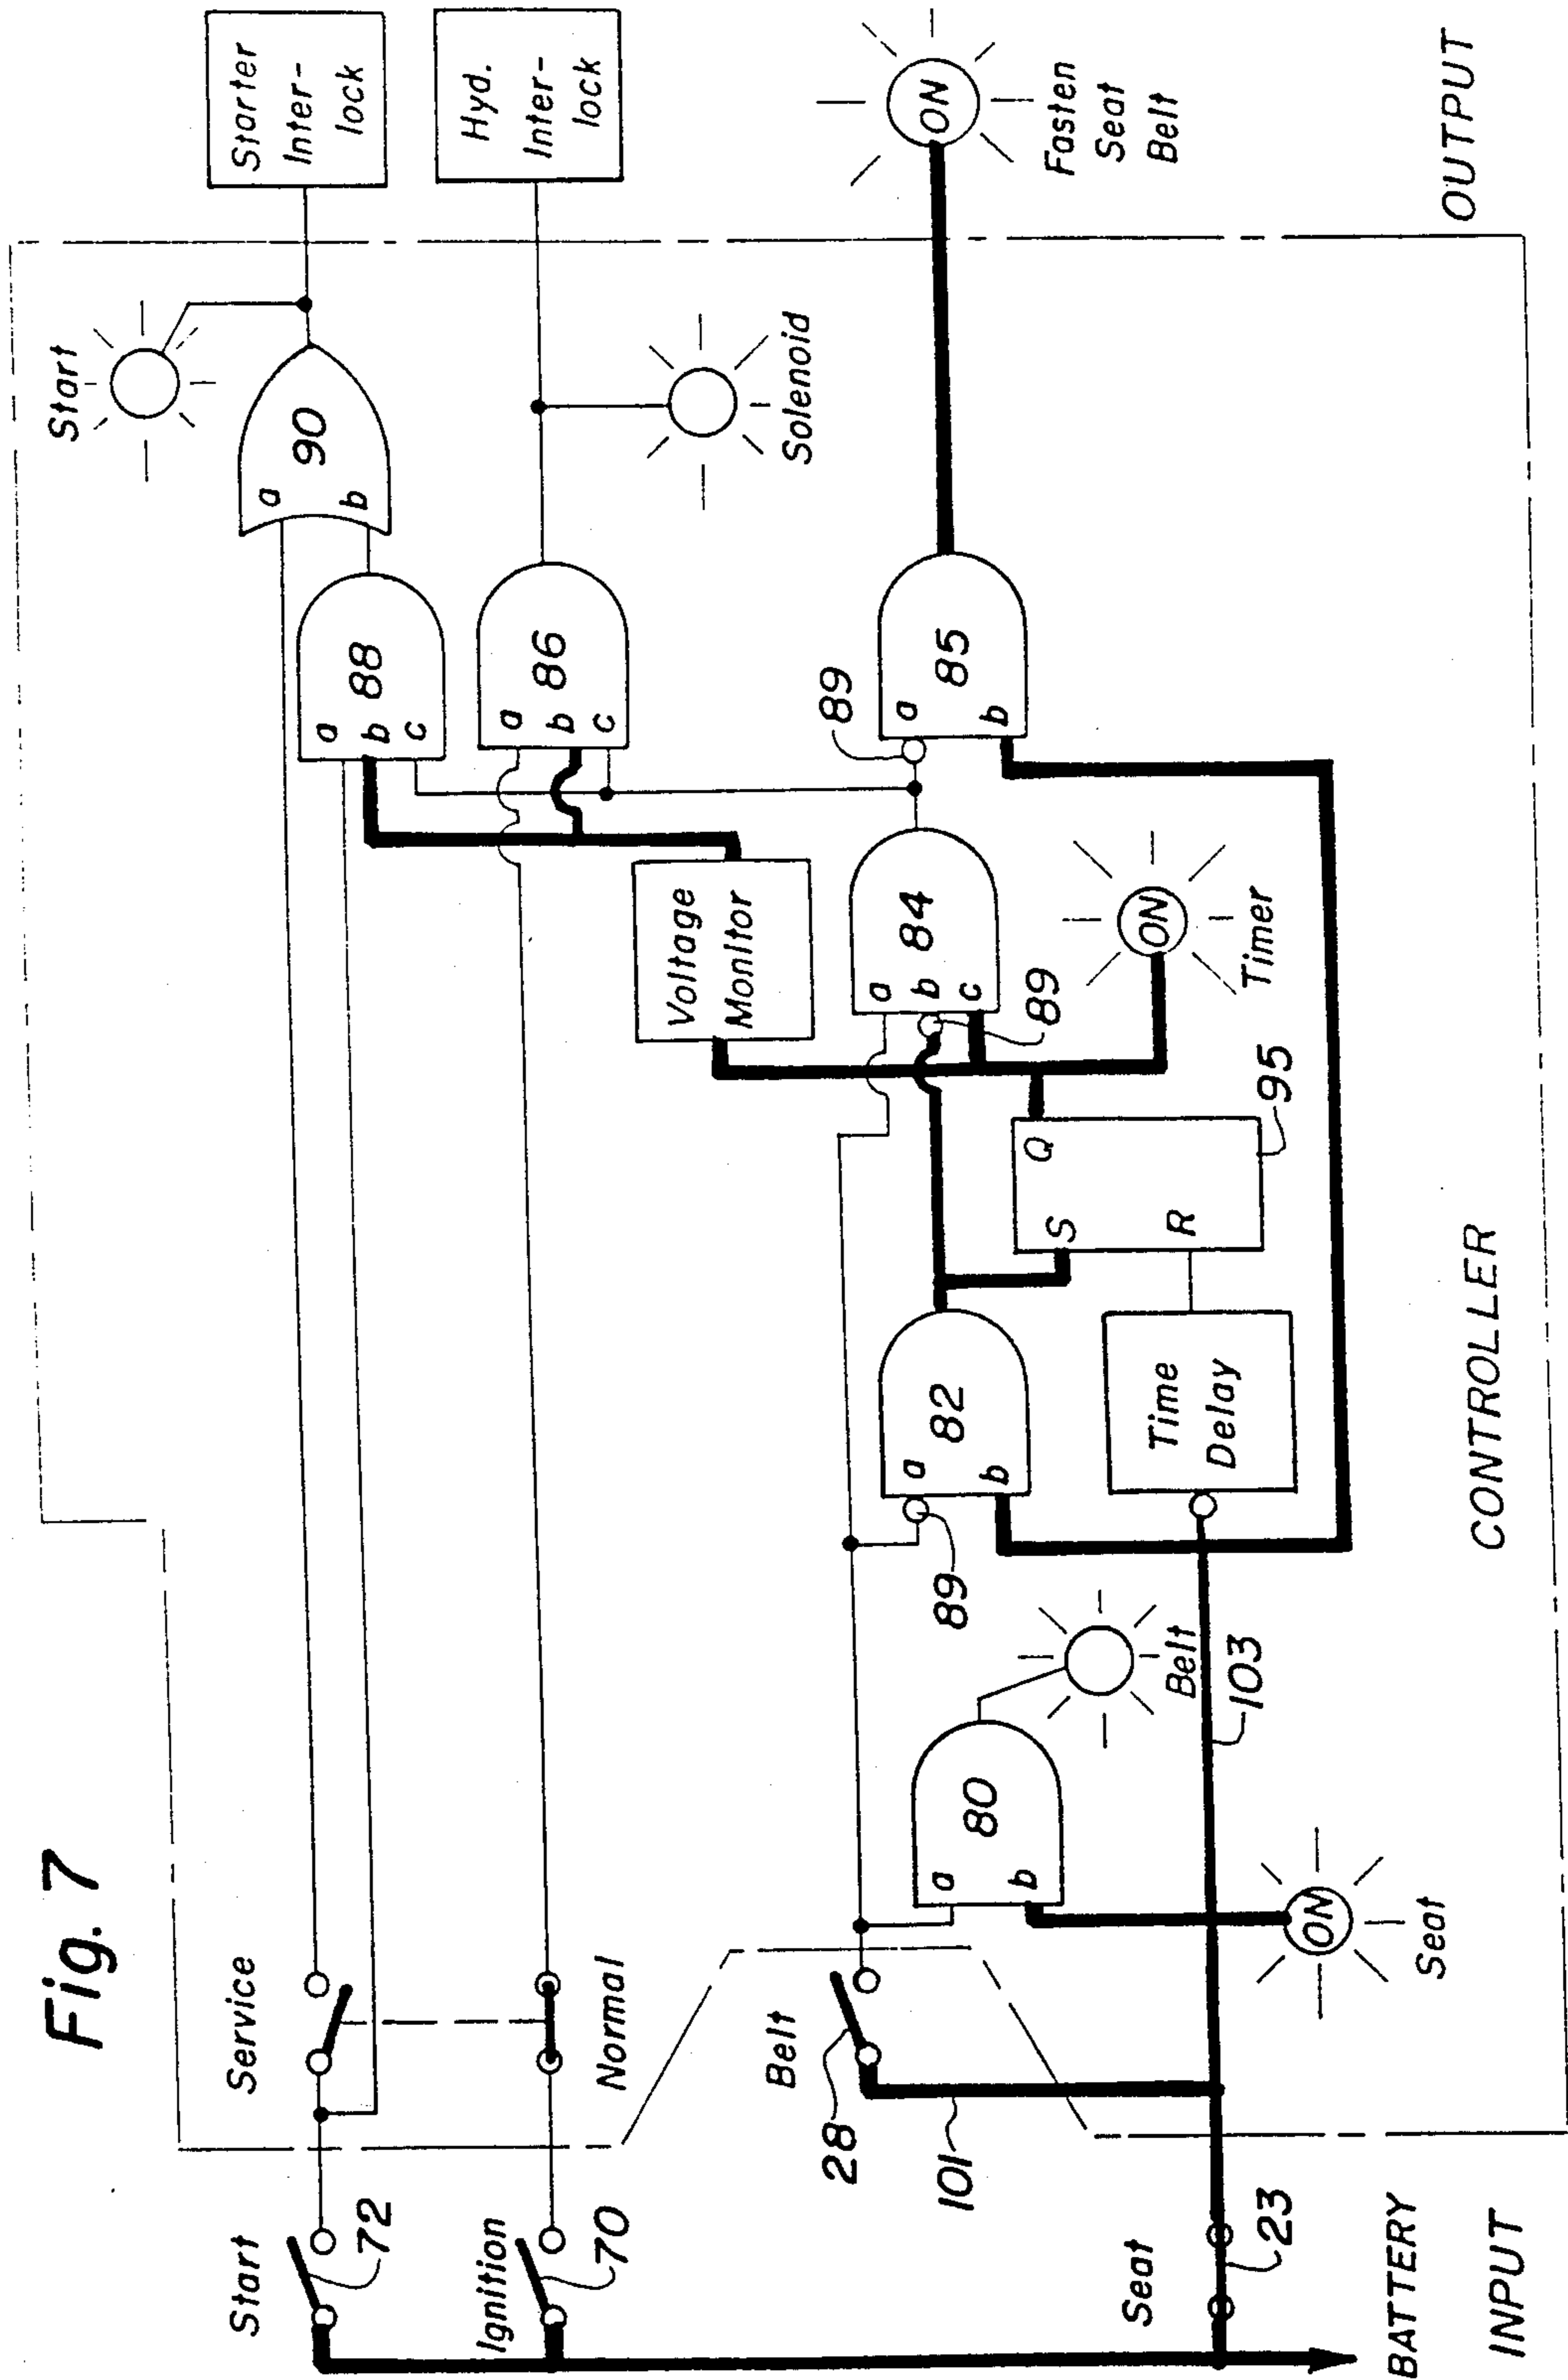 Fig. 7
Start
72
Service
a
b
90
Start
Starter
Inter-
lock
a
b
c
88
Ignition
70
Normal
a
b
c
86
Solenoid
Hyd.
Inter-
lock
Voltage
Monitor
Belt
28
101
a
b
80
Belt
89
a
b
82
a
b
c
84
89
89
a
b
85
ON
Fasten
Seat
Belt
S
Q
R
95
ON
Timer
Time
Delay
103
Seat
23
ON
Seat
BATTERY
INPUT
CONTROLLER
OUTPUT